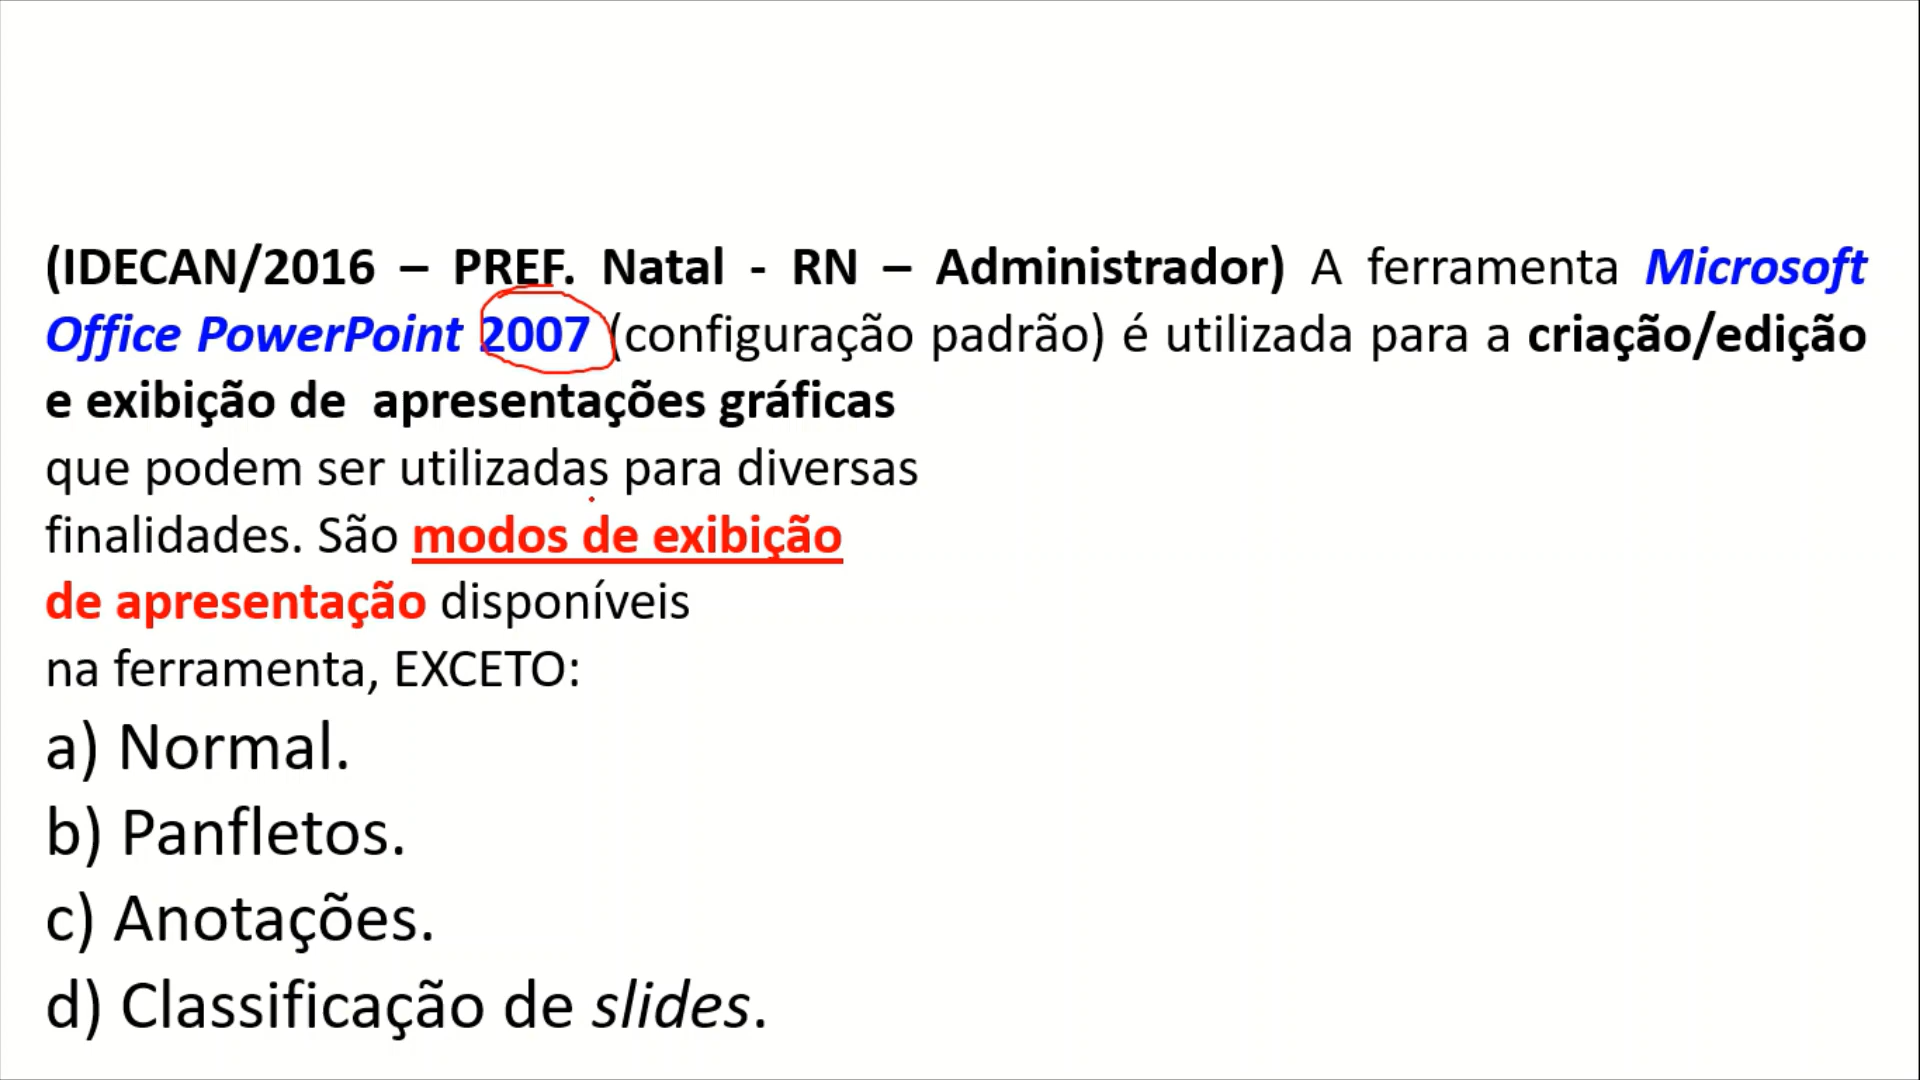 (IDECAN/2016 – PREF. Natal - RN – Administrador) A ferramenta Microsoft
Office PowerPoint 2007 (configuração padrão) é utilizada para a criação/edição
e exibição de apresentações gráficas
que podem ser utilizadas para diversas
finalidades. São modos de exibição
de apresentação disponíveis
na ferramenta, EXCETO:
a) Normal.
b) Panfletos.
c) Anotações.
d) Classificação de slides.